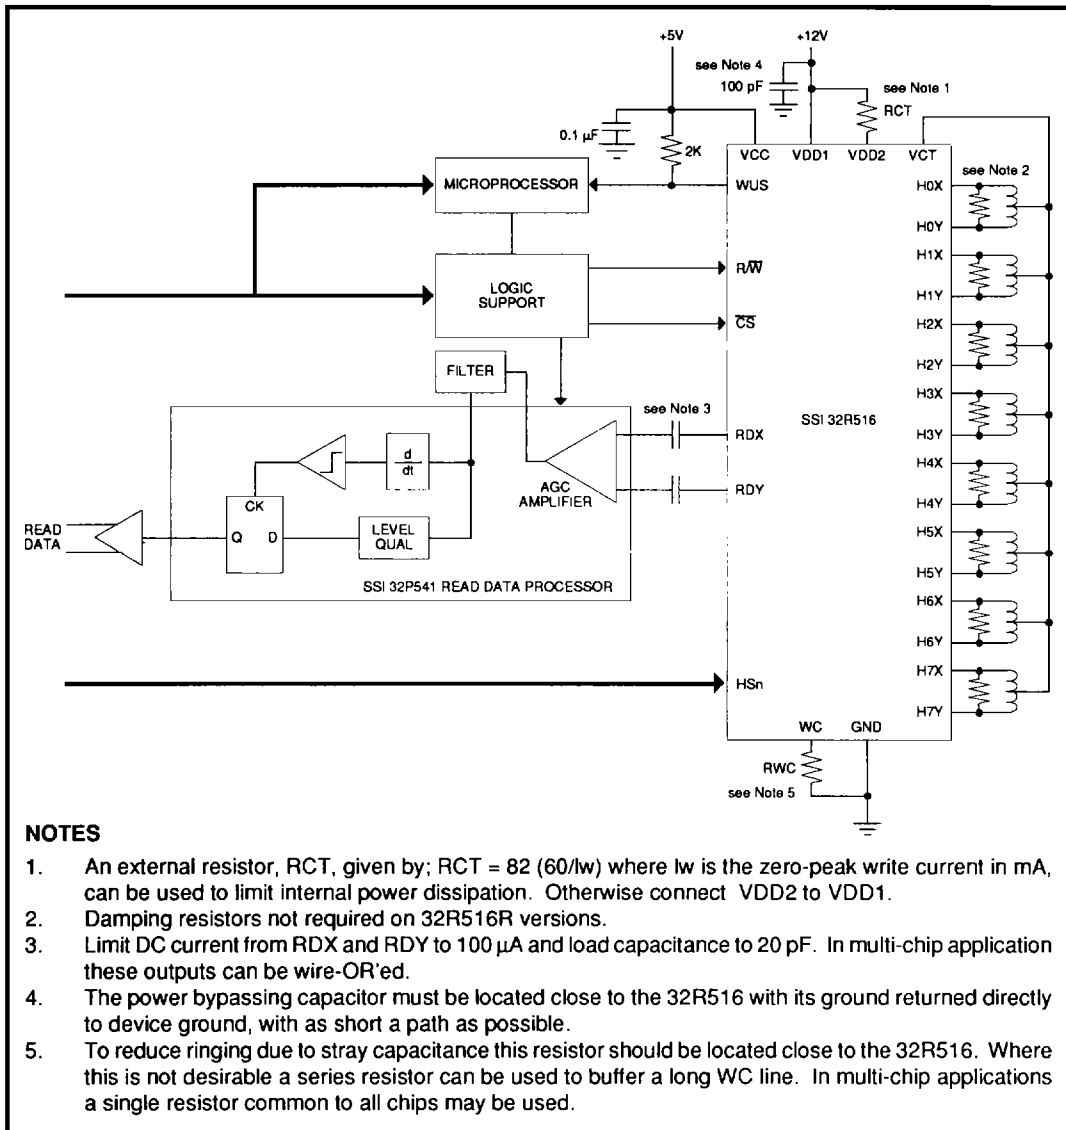 +5V
+12V
see Note 4
100 pF
see Note 1
RCT
0.1 µF
2K
VCC
VDD1
VDD2
VCT
MICROPROCESSOR
WUS
see Note 2
H0X
H0Y
LOGIC
SUPPORT
R/W̅
C̅S̅
H1X
H1Y
H2X
H2Y
FILTER
see Note 3
SSI 32R516
H3X
H3Y
RDX
RDY
d
dt
AGC
AMPLIFIER
H4X
H4Y
READ
DATA
CK
Q
D
LEVEL
QUAL
H5X
H5Y
SSI 32P541 READ DATA PROCESSOR
H6X
H6Y
HSn
H7X
H7Y
WC
GND
RWC
see Note 5
NOTES
1. An external resistor, RCT, given by; RCT = 82 (60/Iw) where Iw is the zero-peak write current in mA,
can be used to limit internal power dissipation. Otherwise connect VDD2 to VDD1.
2. Damping resistors not required on 32R516R versions.
3. Limit DC current from RDX and RDY to 100 µA and load capacitance to 20 pF. In multi-chip application
these outputs can be wire-OR'ed.
4. The power bypassing capacitor must be located close to the 32R516 with its ground returned directly
to device ground, with as short a path as possible.
5. To reduce ringing due to stray capacitance this resistor should be located close to the 32R516. Where
this is not desirable a series resistor can be used to buffer a long WC line. In multi-chip applications
a single resistor common to all chips may be used.